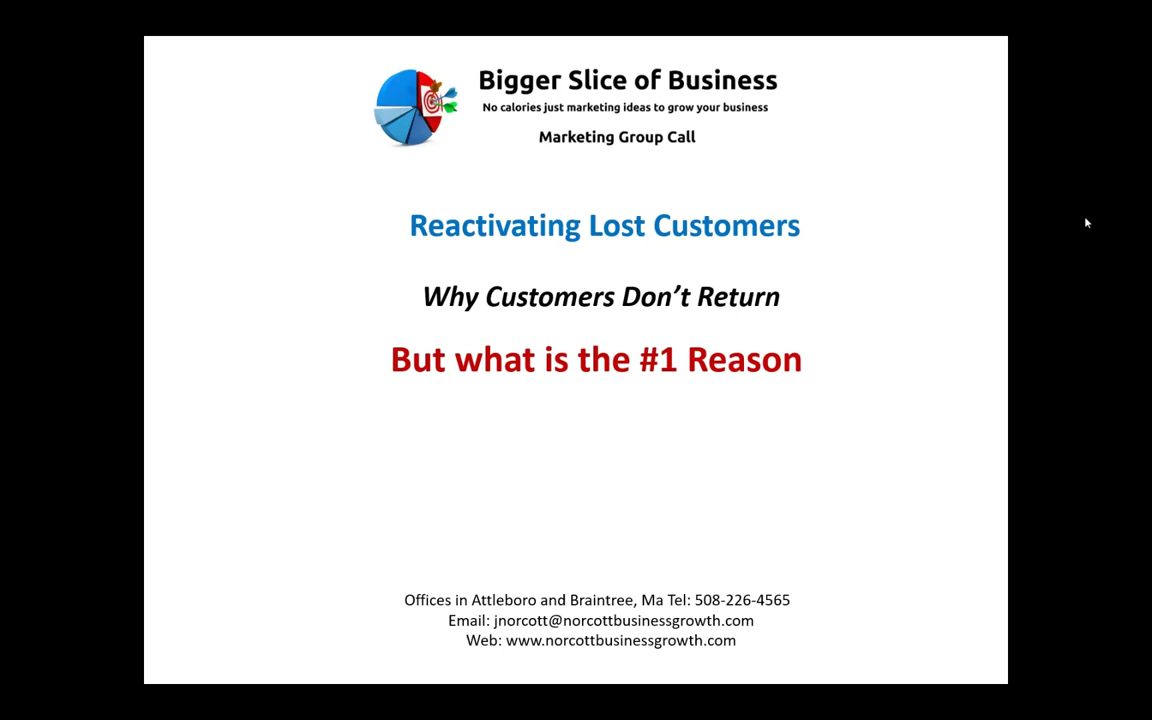 Bigger Slice of Business
No calories just marketing ideas to grow your business
Marketing Group Call
Reactivating Lost Customers
Why Customers Don’t Return
But what is the #1 Reason
Offices in Attleboro and Braintree, Ma Tel: 508-226-4565
Email: jnorcott@norcottbusinessgrowth.com
Web: www.norcottbusinessgrowth.com